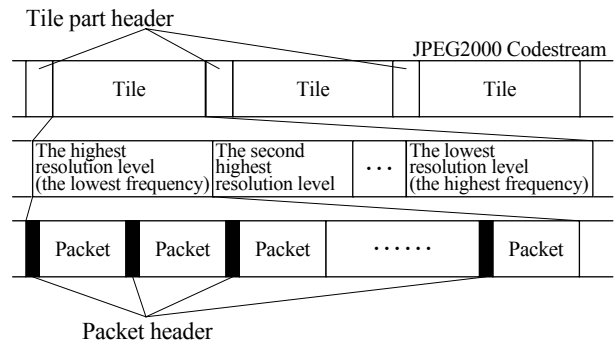 Tile part header
JPEG2000 Codestream
Tile
Tile
Tile
The highest
resolution level
(the lowest frequency)
The second
highest
resolution level
······
The lowest
resolution level
(the highest frequency)
Packet
Packet
Packet
······
Packet
Packet header